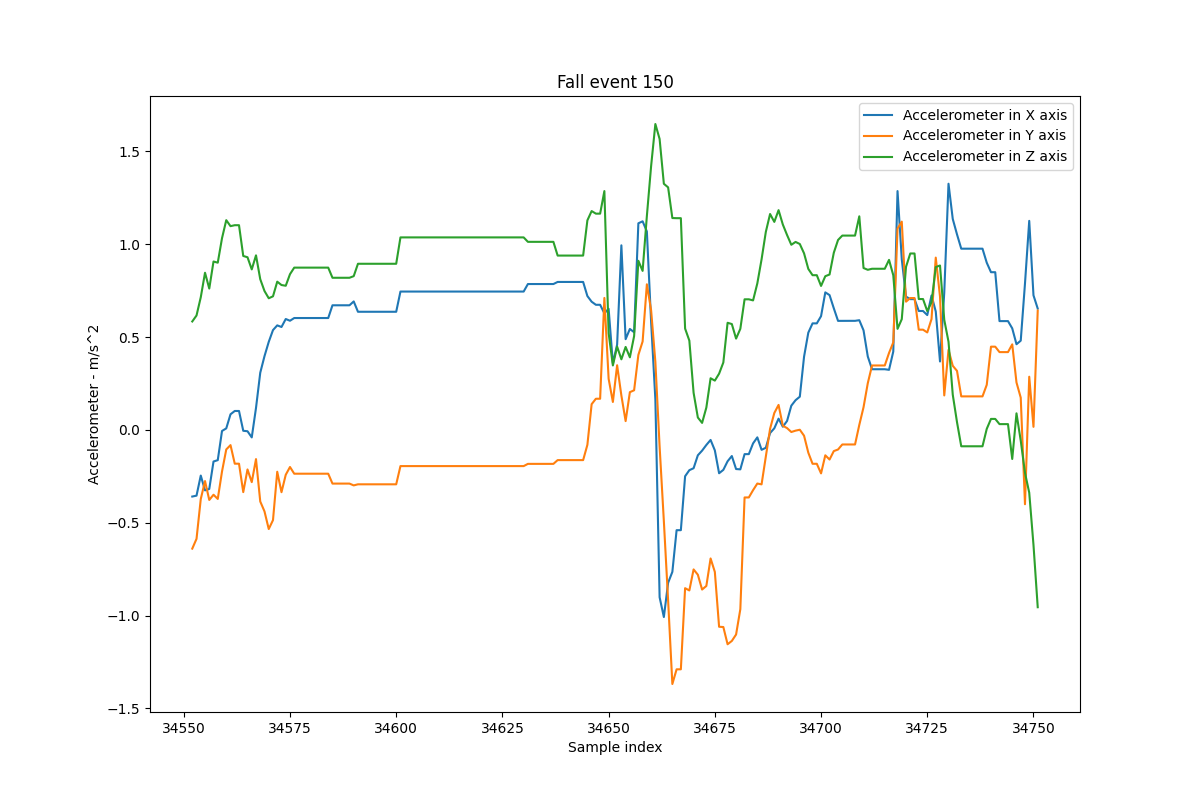 Fall event 150
Accelerometer in X axis
Accelerometer in Y axis
Accelerometer in Z axis
Accelerometer - m/s^2
1.5
1.0
0.5
0.0
−0.5
−1.0
−1.5
34550 34575 34600 34625 34650 34675 34700 34725 34750
Sample index